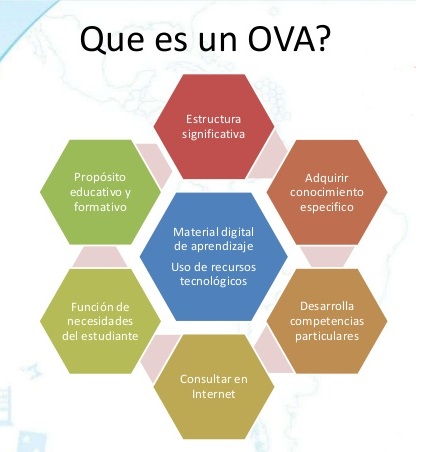 Que es un OVA?
Estructura
significativa
Adquirir
conocimiento
especifico
Desarrolla
competencias
particulares
Consultar en
Internet
Función de
necesidades
del estudiante
Propósito
educativo y
formativo
Material digital
de aprendizaje
Uso de recursos
tecnológicos